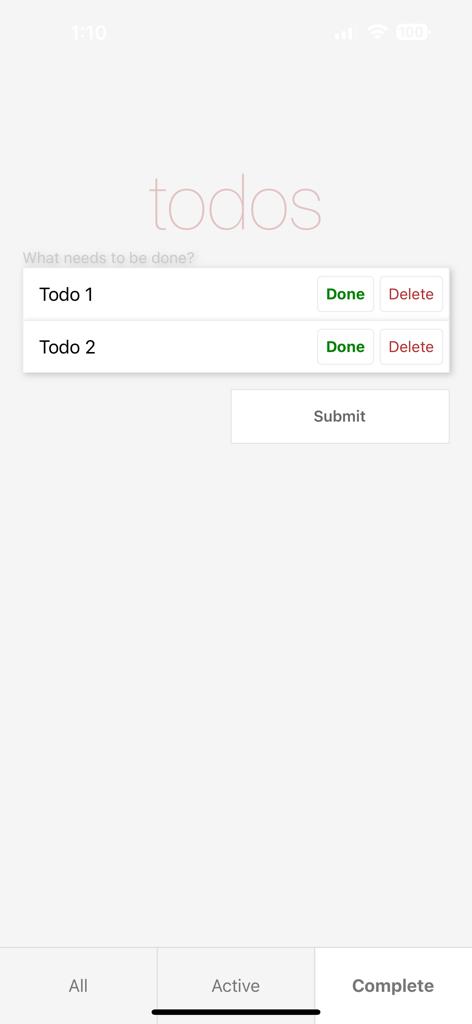 1:10
100
todos
What needs to be done?
Todo 1 Done Delete
Todo 2 Done Delete
Submit
All Active Complete